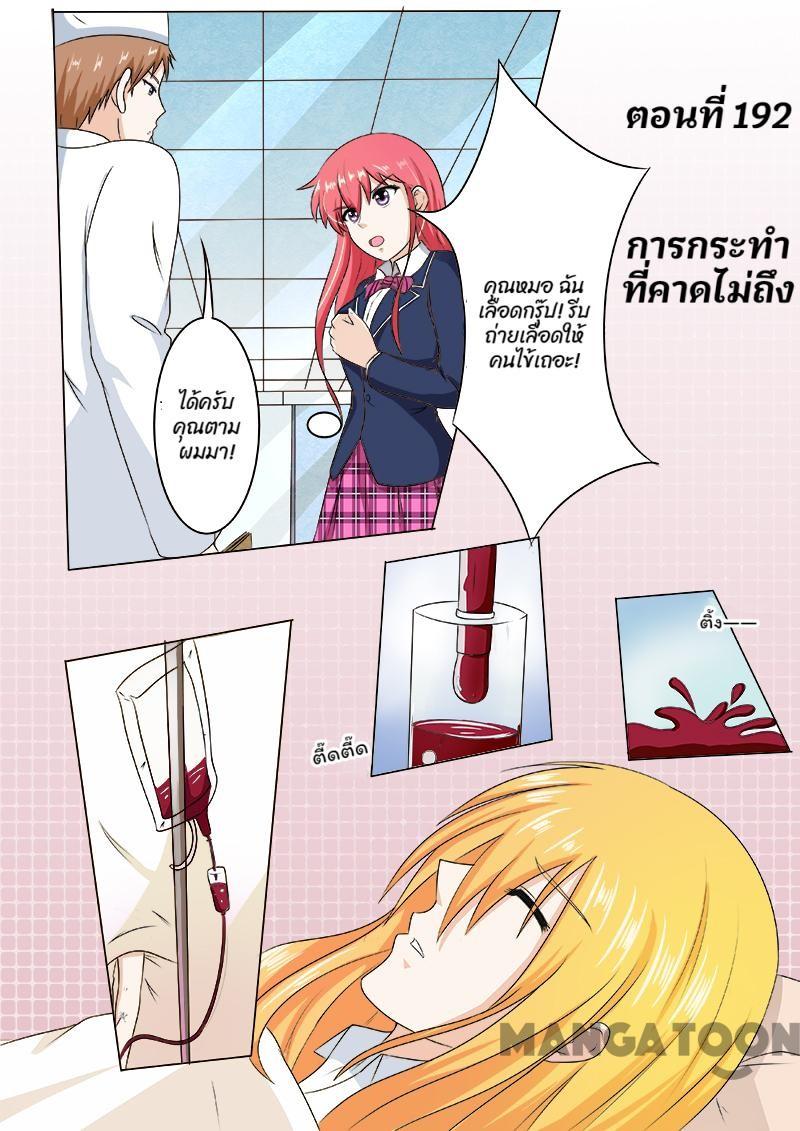 ตอนที่ 192
การกระทำ
ที่คาดไม่ถึง
คุณหมอ ฉัน
เลือดกรุ๊ป! รีบ
ถ่ายเลือดให้
คนไข้เถอะ!
ได้ครับ
คุณตาม
ผมมา!
ติ้ง——
ตี๊ดตี๊ด
MANGATOON